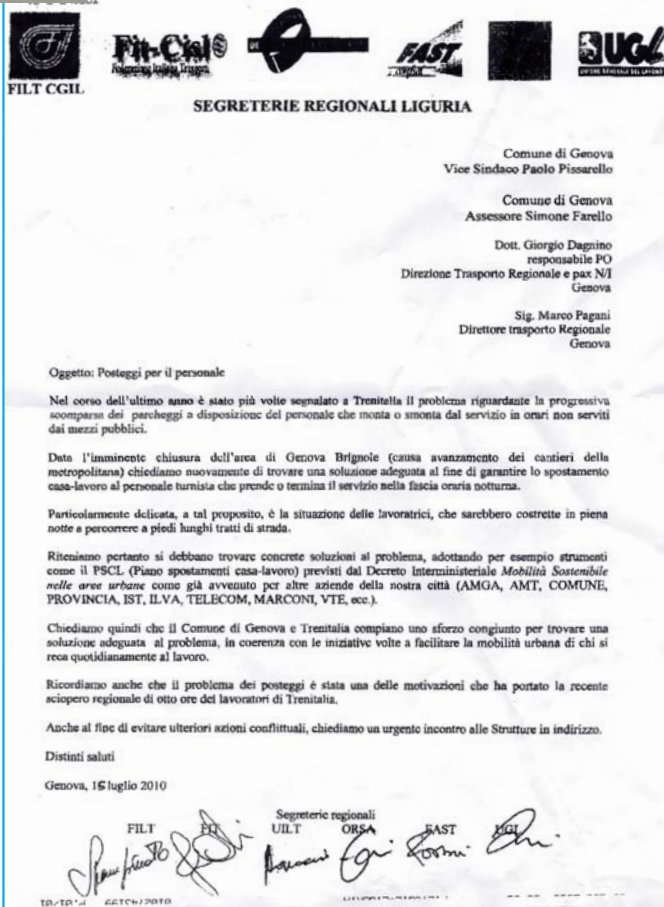 FILT CGIL
Fit-Cisl
FAST
UGL
SEGRETERIE REGIONALI LIGURIA
Comune di Genova
Vice Sindaco Paolo Pissarello
Comune di Genova
Assessore Simone Farello
Dott. Giorgio Dagnino
responsabile PO
Direzione Trasporto Regionale e pax N/I
Genova
Sig. Marco Pagani
Direttore trasporto Regionale
Genova
Oggetto: Posteggi per il personale
Nel corso dell'ultimo anno è stato più volte segnalato a Trenitalia il problema riguardante la progressiva
scomparsa dei parcheggi a disposizione del personale che monta o smonta dal servizio in orari non serviti
dai mezzi pubblici.
Data l'imminente chiusura dell'area di Genova Brignole (causa avanzamento dei cantieri della
metropolitana) chiediamo nuovamente di trovare una soluzione adeguata al fine di garantire lo spostamento
casa-lavoro al personale turnista che prende o termina il servizio nella fascia oraria notturna.
Particolarmente delicata, a tal proposito, è la situazione delle lavoratrici, che sarebbero costrette in piena
notte a percorrere a piedi lunghi tratti di strada.
Riteniamo pertanto si debbano trovare concrete soluzioni al problema, adottando per esempio strumenti
come il PSCL (Piano spostamenti casa-lavoro) previsti dal Decreto Interministeriale Mobilità Sostenibile
nelle aree urbane come già avvenuto per altre aziende della nostra città (AMGA, AMT, COMUNE,
PROVINCIA, IST, ILVA, TELECOM, MARCONI, VTE, ecc.).
Chiediamo quindi che il Comune di Genova e Trenitalia compiano uno sforzo congiunto per trovare una
soluzione adeguata al problema, in coerenza con le iniziative volte a facilitare la mobilità urbana di chi si
reca quotidianamente al lavoro.
Ricordiamo anche che il problema dei posteggi è stata una delle motivazioni che ha portato la recente
sciopero regionale di otto ore dei lavoratori di Trenitalia.
Anche al fine di evitare ulteriori azioni conflittuali, chiediamo un urgente incontro alle Strutture in indirizzo.
Distinti saluti
Genova, 15 luglio 2010
Segreterie regionali
FILT FIT UILT ORSA FAST UGL